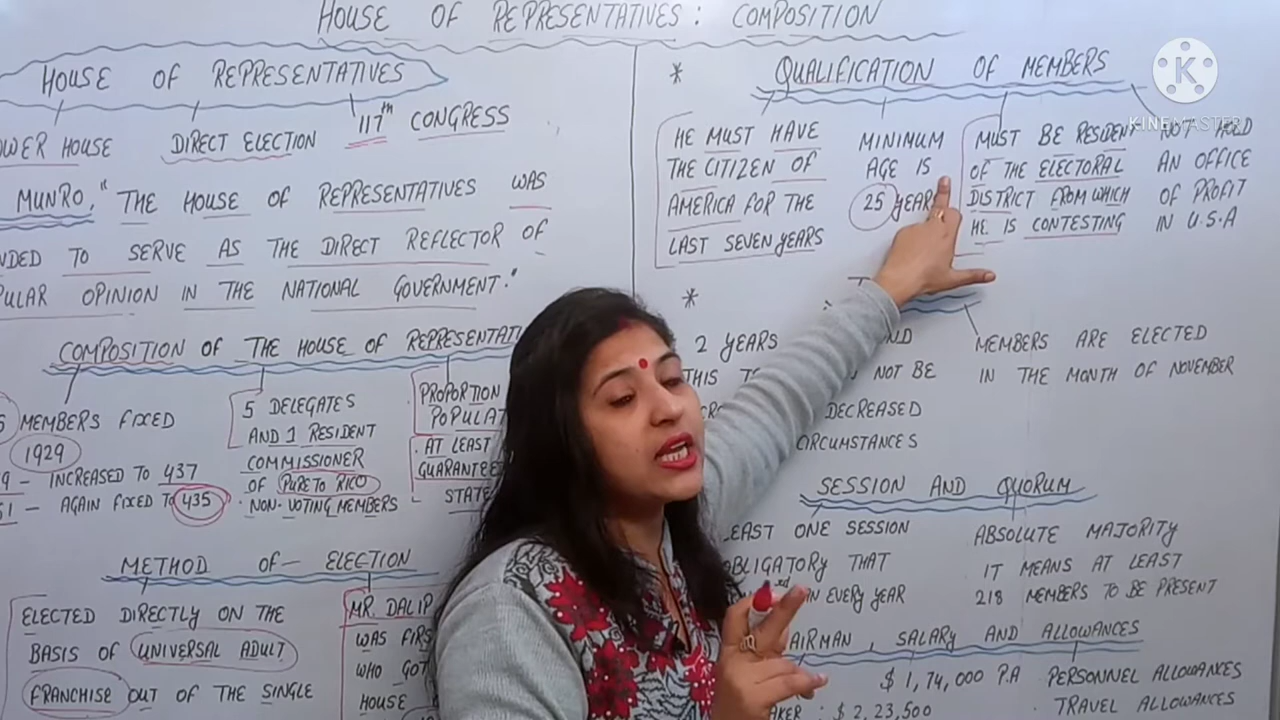 HOUSE OF REPRESENTATIVES: COMPOSITION
HOUSE OF REPRESENTATIVES
OWER HOUSE
DIRECT ELECTION
117th CONGRESS
MUNRO, "THE HOUSE OF REPRESENTATIVES WAS
NDED TO SERVE AS THE DIRECT REFLECTOR OF
PULAR OPINION IN THE NATIONAL GOVERNMENT."
COMPOSITION OF THE HOUSE OF REPRESENTATI
5 MEMBERS FIXED
1929
9 - INCREASED TO 437
51 - AGAIN FIXED TO 435
5 DELEGATES
AND 1 RESIDENT
COMMISSIONER
OF PURETO RICO
NON-VOTING MEMBERS
PROPORTION
POPULAT
AT LEAST
GUARANTEE
STATE
METHOD OF ELECTION
ELECTED DIRECTLY ON THE
BASIS OF UNIVERSAL ADULT
FRANCHISE OUT OF THE SINGLE
MR. DALIP
WAS FIRS
WHO GOT
HOUSE
* QUALIFICATION OF MEMBERS
HE MUST HAVE
THE CITIZEN OF
AMERICA FOR THE
LAST SEVEN YEARS
MINIMUM
AGE IS
25 YEARS
MUST BE RESIDENT
OF THE ELECTORAL
DISTRICT FROM WHICH
HE IS CONTESTING
NOT HOLD
AN OFFICE
OF PROFIT
IN U.S.A
KINEMASTER
*
2 YEARS
THIS
NOT BE
DECREASED
CIRCUMSTANCES
MEMBERS ARE ELECTED
IN THE MONTH OF NOVEMBER
SESSION AND QUORUM
LEAST ONE SESSION
OBLIGATORY THAT
IN EVERY YEAR
ABSOLUTE MAJORITY
IT MEANS AT LEAST
218 MEMBERS TO BE PRESENT
AIRMAN, SALARY AND ALLOWANCES
$ 1,74,000 P.A
AKER : $ 2,23,500
PERSONNEL ALLOWANCES
TRAVEL ALLOWANCES